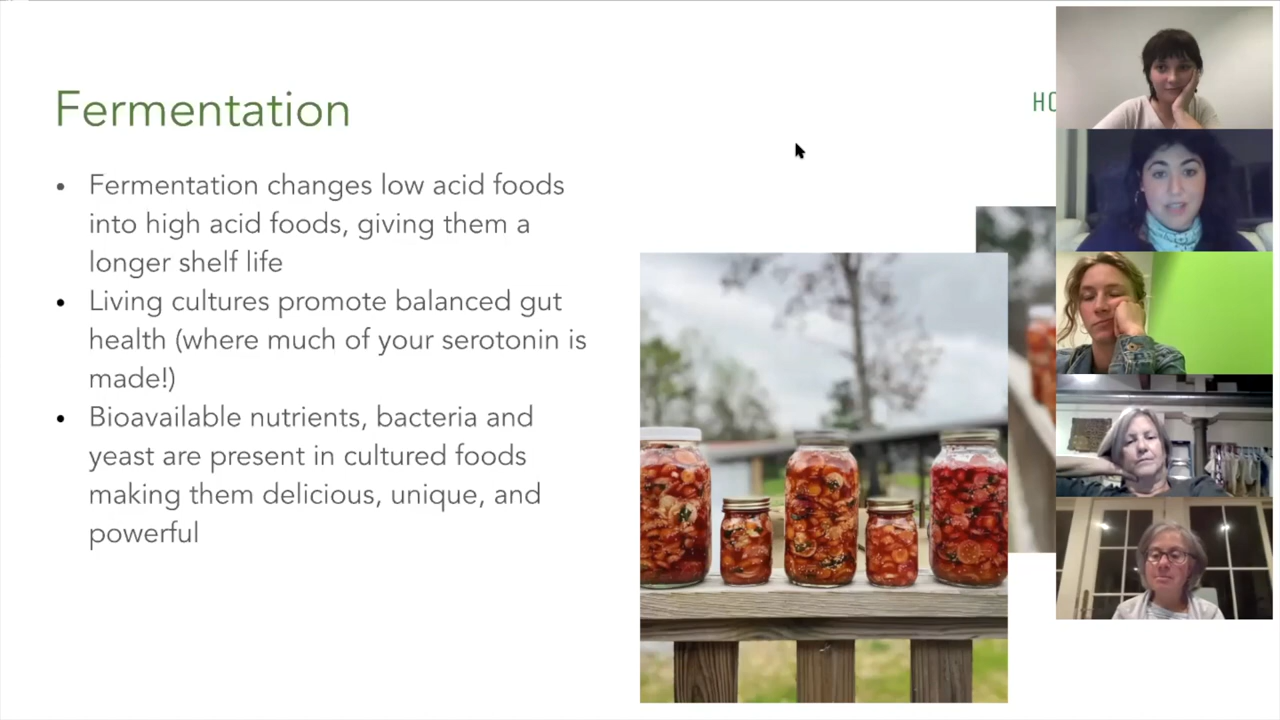 Fermentation
HO
• Fermentation changes low acid foods
into high acid foods, giving them a
longer shelf life
• Living cultures promote balanced gut
health (where much of your serotonin is
made!)
• Bioavailable nutrients, bacteria and
yeast are present in cultured foods
making them delicious, unique, and
powerful